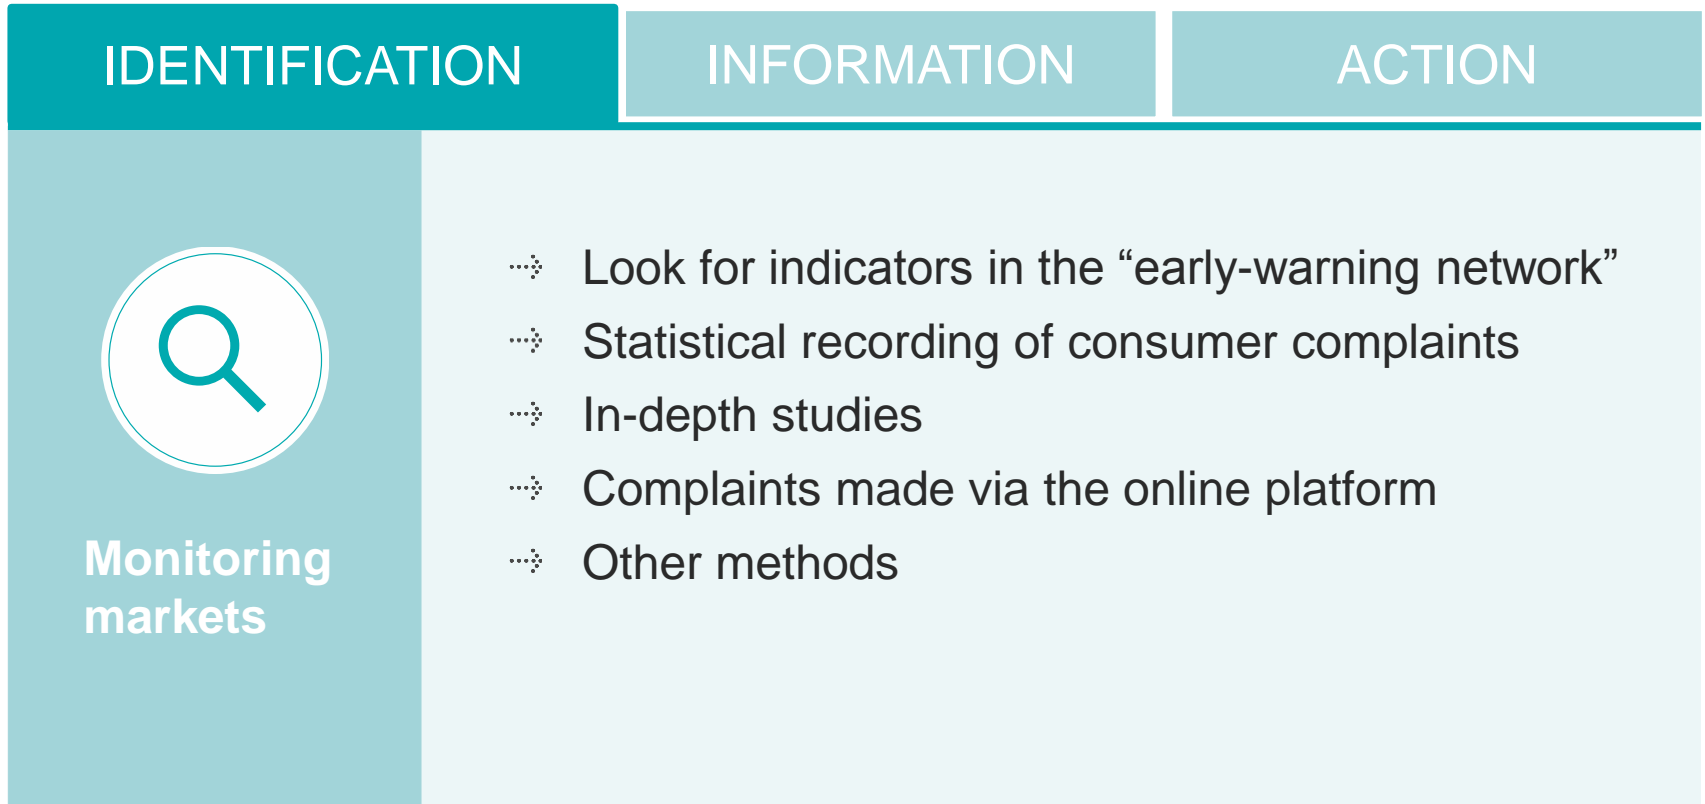 IDENTIFICATION
INFORMATION
ACTION
Monitoring
markets
Look for indicators in the “early-warning network”
Statistical recording of consumer complaints
In-depth studies
Complaints made via the online platform
Other methods